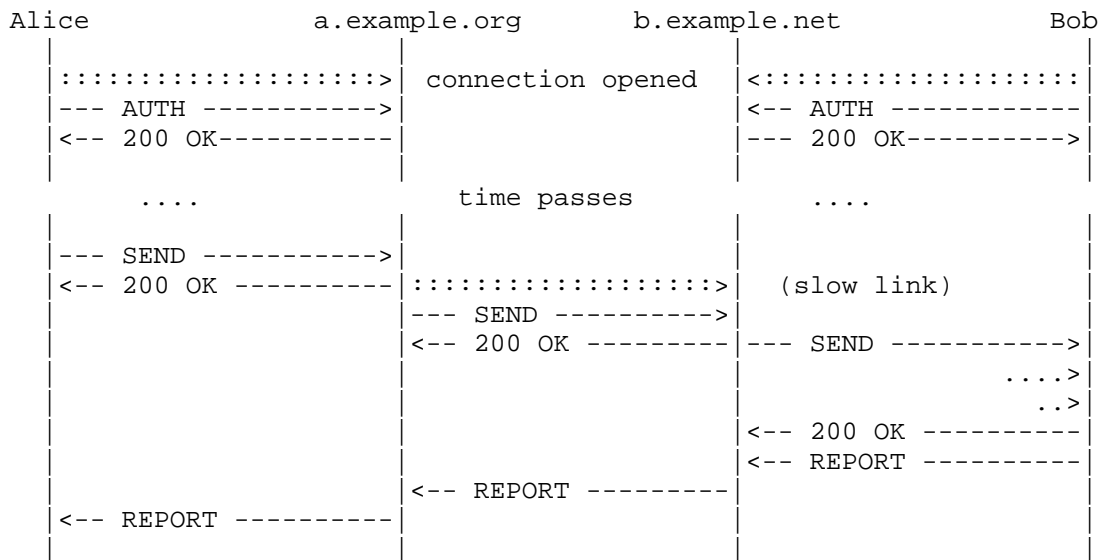 Alice a.example.org b.example.net Bob
| | | |
|::::::::::::::::::::>| connection opened |<::::::::::::::::::::|
|--- AUTH ----------->| |<-- AUTH ------------|
|<-- 200 OK-----------| |--- 200 OK---------->|
| | | |
.... time passes ....
| | | |
|--- SEND ----------->| | |
|<-- 200 OK ----------|:::::::::::::::::::>| (slow link) |
| |--- SEND ---------->| |
| |<-- 200 OK ---------|--- SEND ----------->|
| | | ....>|
| | | ..>|
| | |<-- 200 OK ----------|
| | |<-- REPORT ----------|
| |<-- REPORT ---------| |
|<-- REPORT ----------| | |
| | | |